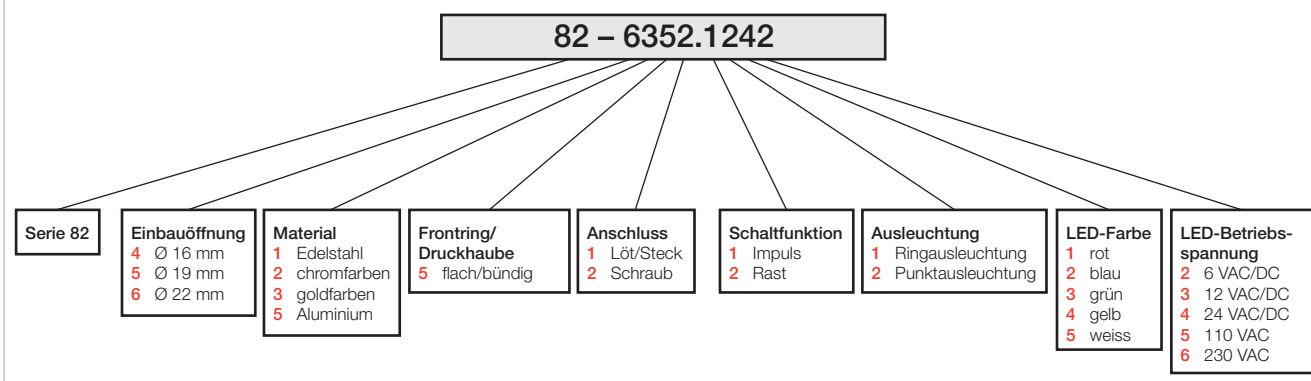 82 – 6352.1242
Serie 82
Einbauöffnung
4 Ø 16 mm
5 Ø 19 mm
6 Ø 22 mm
Material
1 Edelstahl
2 chromfarben
3 goldfarben
5 Aluminium
Frontring/
Druckhaube
5 flach/bündig
Anschluss
1 Löt/Steck
2 Schraub
Schaltfunktion
1 Impuls
2 Rast
Ausleuchtung
1 Ringausleuchtung
2 Punktausleuchtung
LED-Farbe
1 rot
2 blau
3 grün
4 gelb
5 weiss
LED-Betriebs-
spannung
2 6 VAC/DC
3 12 VAC/DC
4 24 VAC/DC
5 110 VAC
6 230 VAC